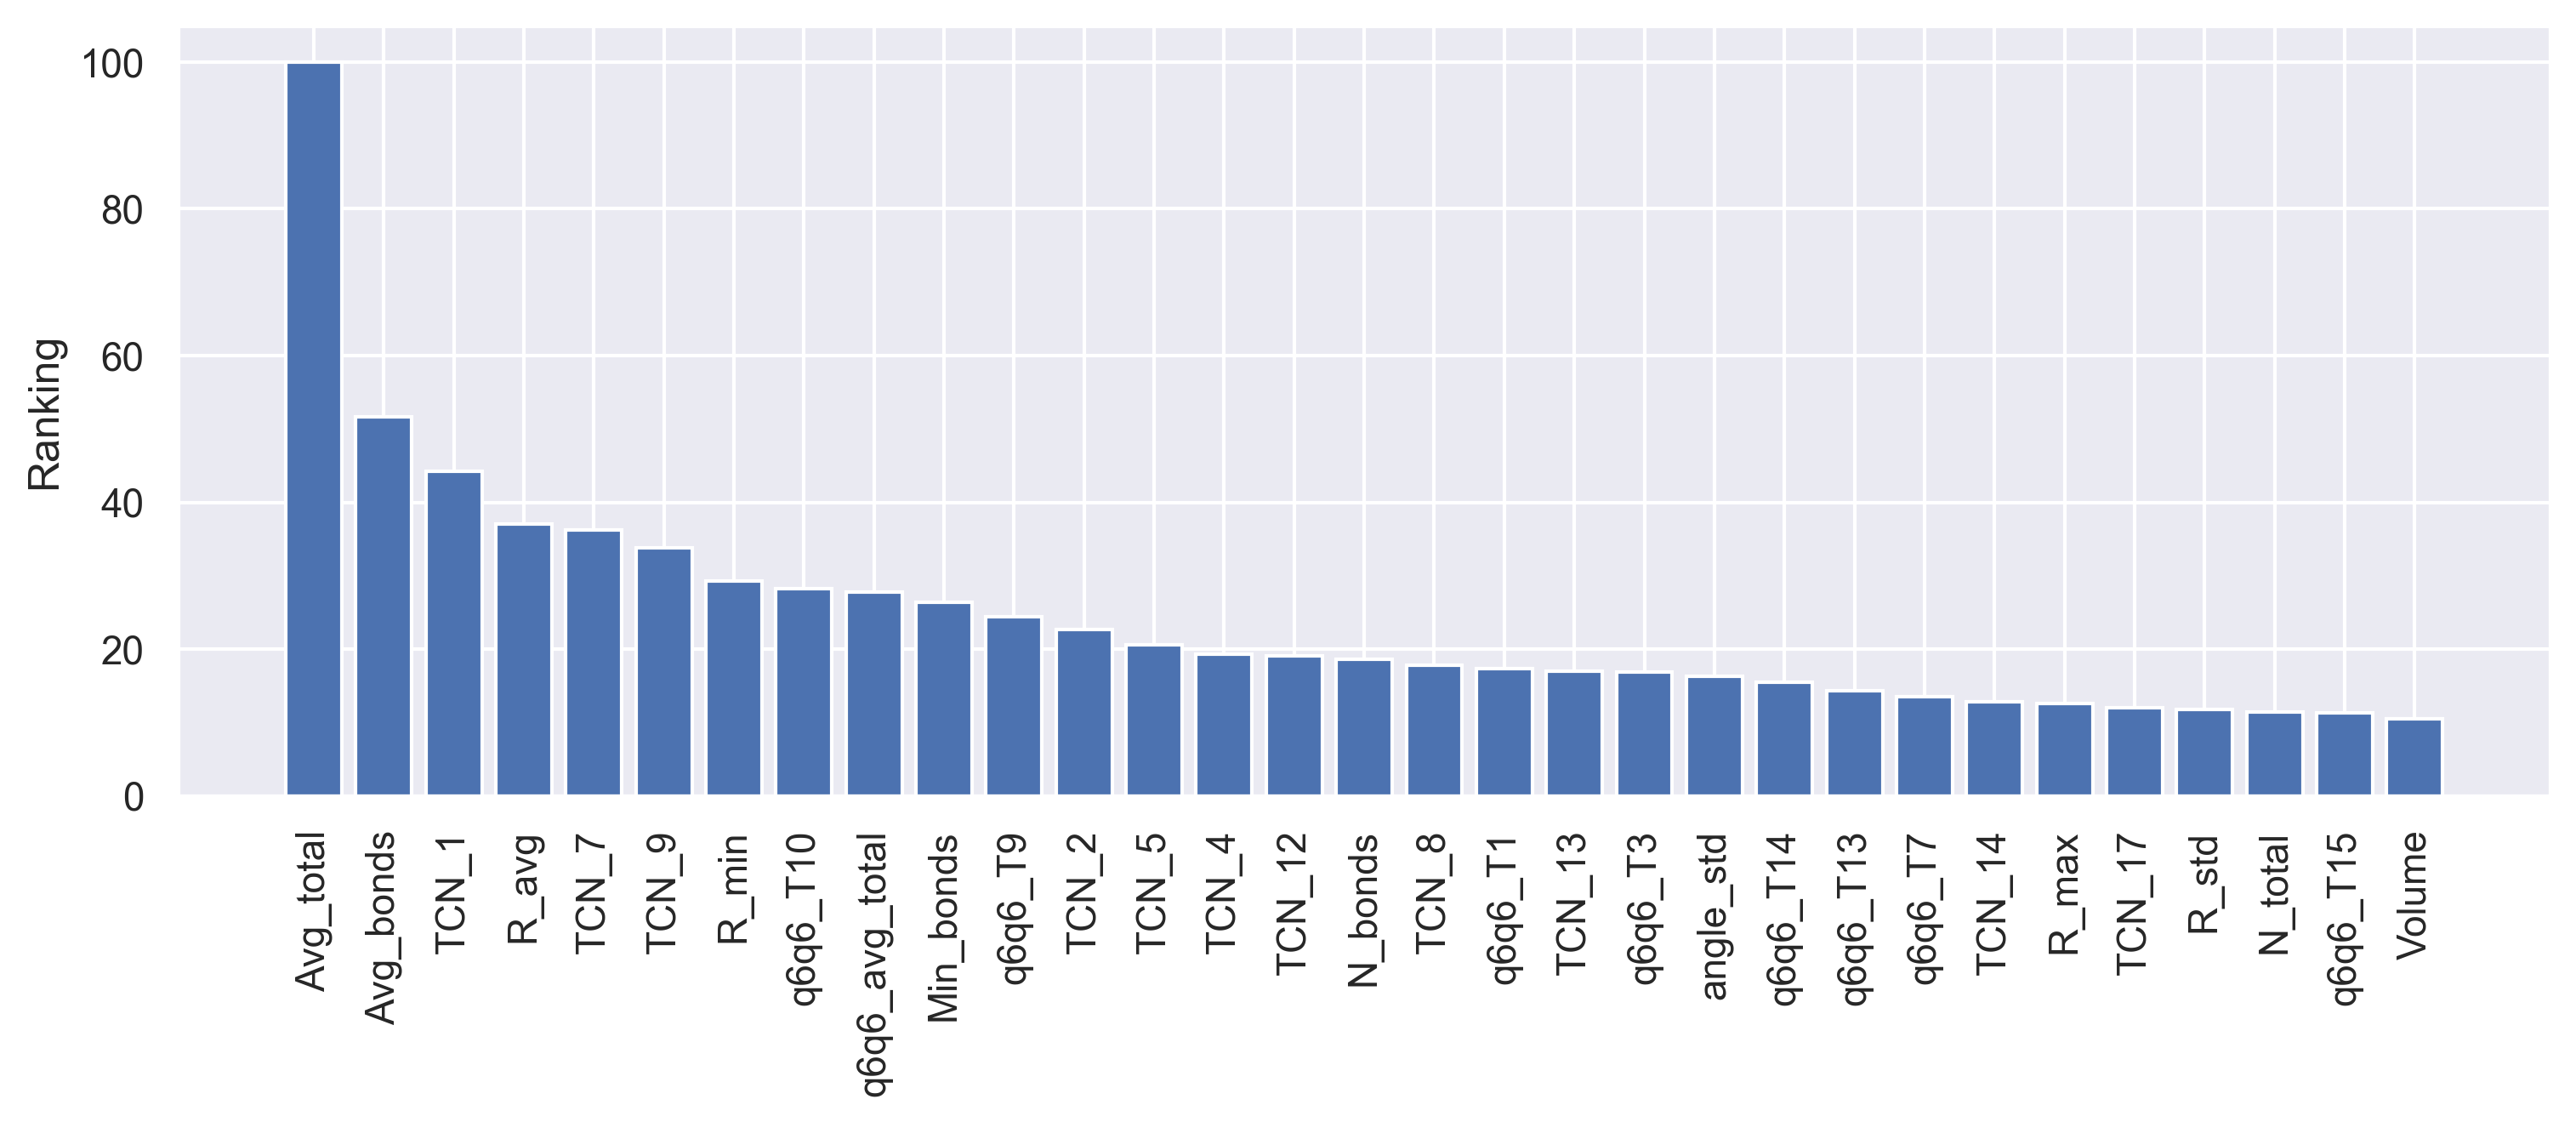 Ranking
100
80
60
40
20
0
Avg_total
Avg_bonds
TCN_1
R_avg
TCN_7
TCN_9
R_min
q6q6_T10
q6q6_avg_total
Min_bonds
q6q6_T9
TCN_2
TCN_5
TCN_4
TCN_12
N_bonds
TCN_8
q6q6_T1
TCN_13
q6q6_T3
angle_std
q6q6_T14
q6q6_T13
q6q6_T7
TCN_14
R_max
TCN_17
R_std
N_total
q6q6_T15
Volume